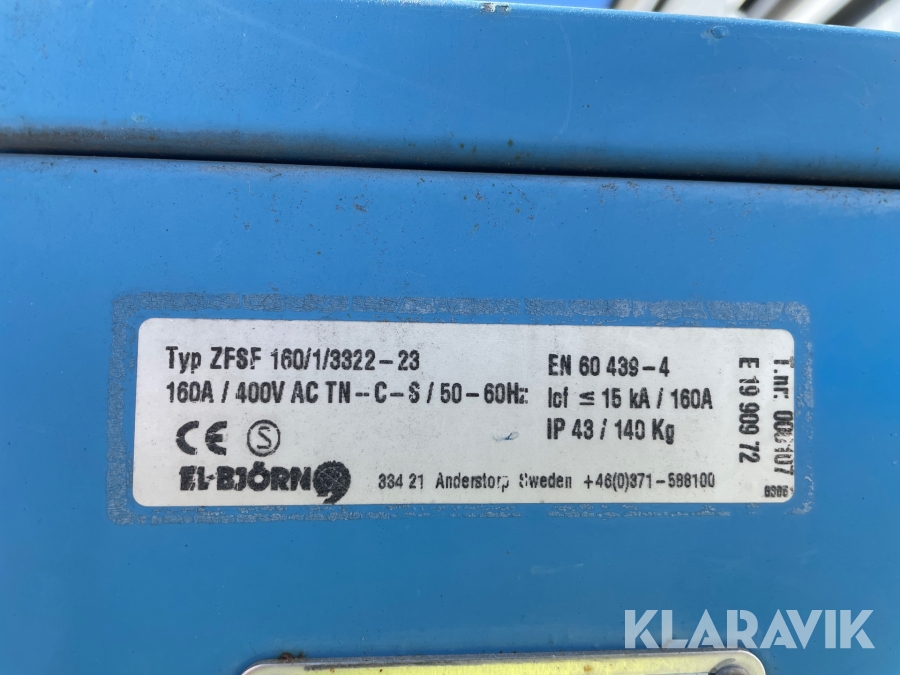 Typ ZFSF 160/1/3322-23
160A / 400V AC TN-C-S / 50-60Hz
CE S
EL-BJÖRN
EN 60 439-4
Icf ≤ 15 kA / 160A
IP 43 / 140 Kg
334 21 Anderstorp Sweden +46(0)371-588100
T.nr:
E 19 909 72
KLARAVIK